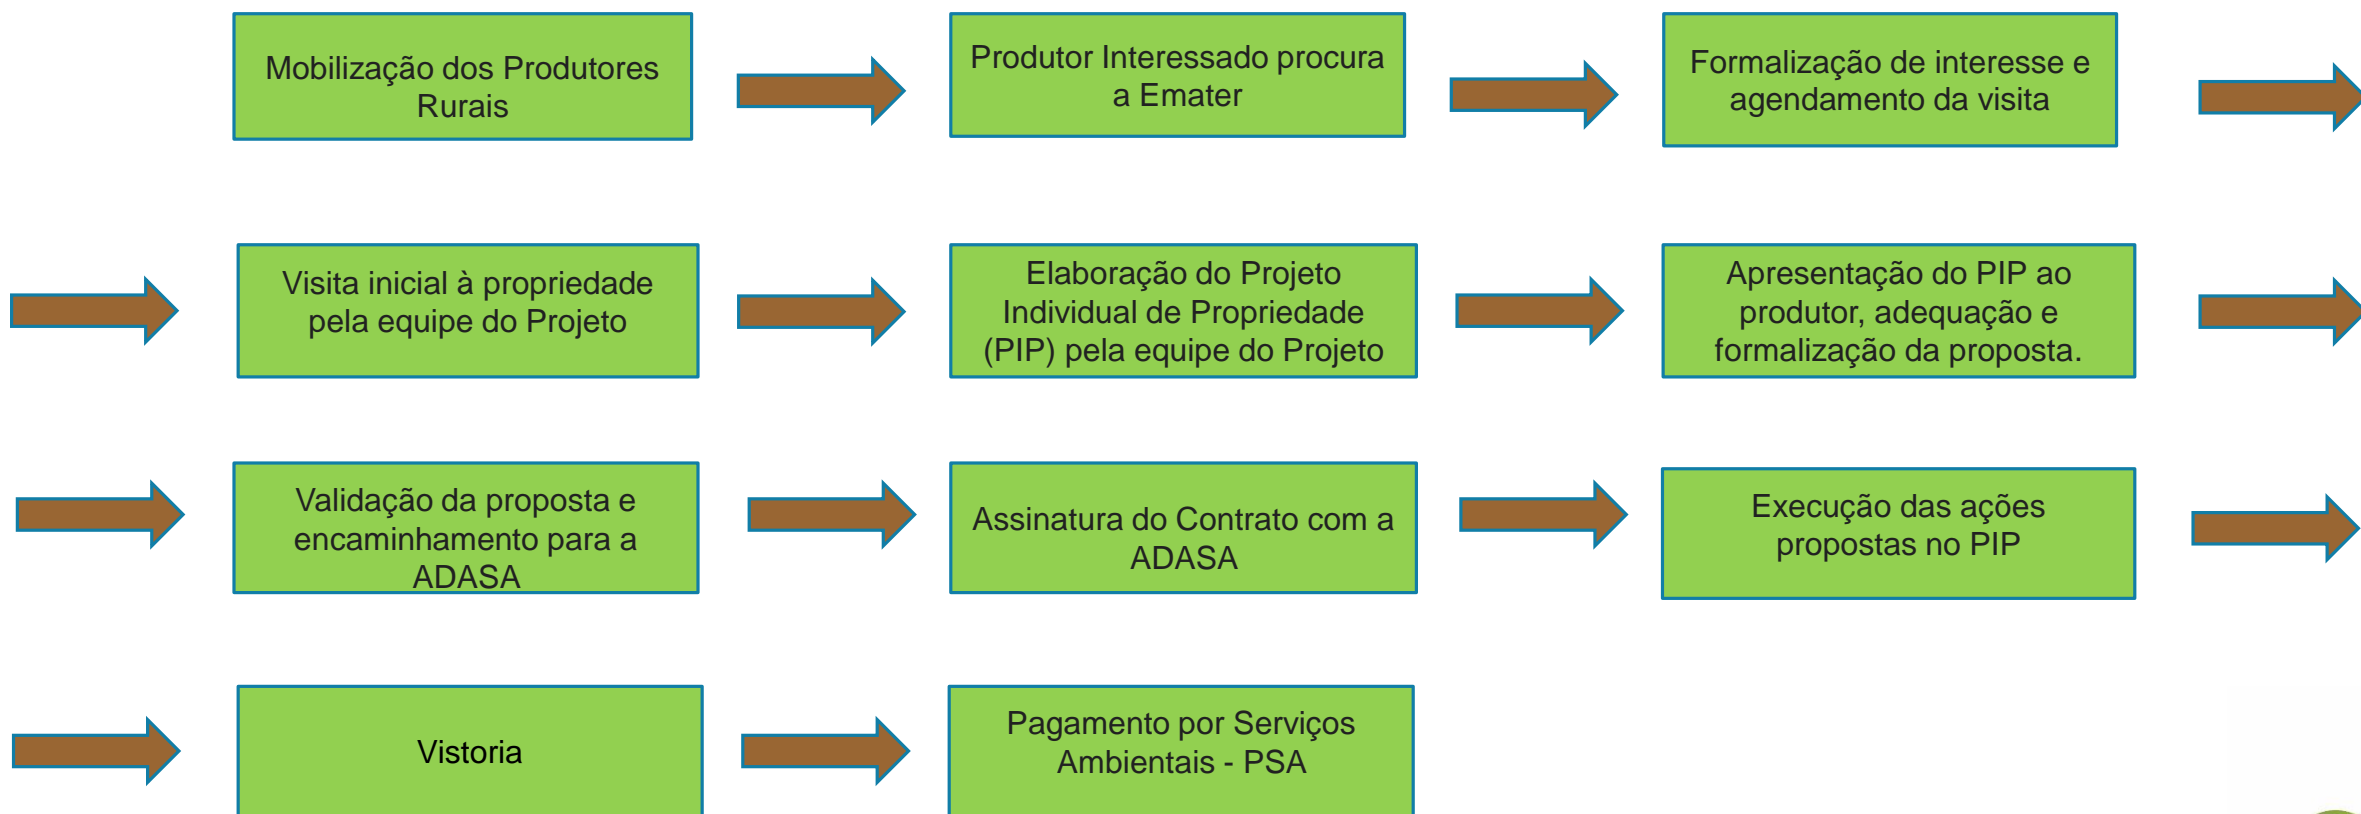 Mobilização dos Produtores
Rurais
Produtor Interessado procura
a Emater
Formalização de interesse e
agendamento da visita
Visita inicial à propriedade
pela equipe do Projeto
Elaboração do Projeto
Individual de Propriedade
(PIP) pela equipe do Projeto
Apresentação do PIP ao
produtor, adequação e
formalização da proposta.
Validação da proposta e
encaminhamento para a
ADASA
Assinatura do Contrato com a
ADASA
Execução das ações
propostas no PIP
Vistoria
Pagamento por Serviços
Ambientais - PSA